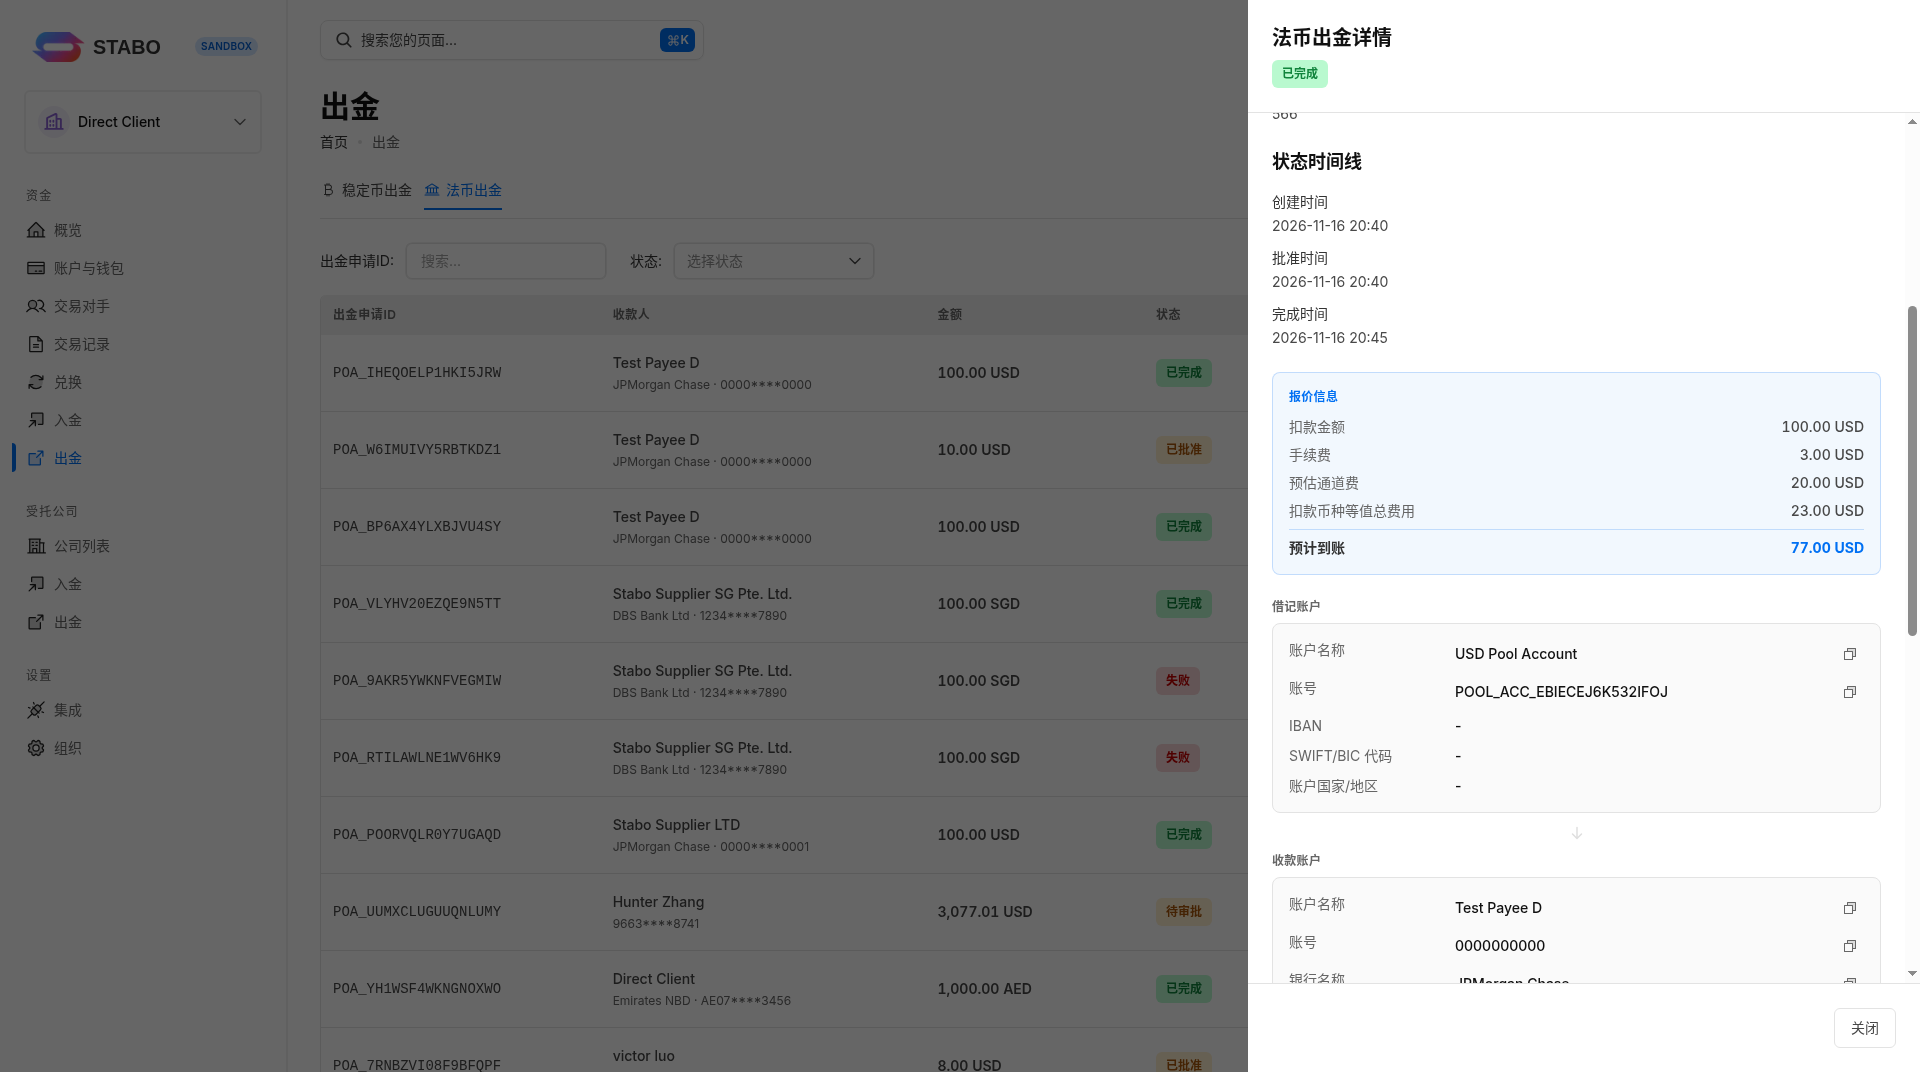 STABO
SANDBOX
Direct Client
资金
概览
账户与钱包
交易对手
交易记录
兑换
入金
出金
受托公司
公司列表
入金
出金
设置
集成
组织
搜索您的页面...
⌘K
出金
首页 • 出金
稳定币出金 法币出金
出金申请ID: 搜索... 状态: 选择状态
出金申请ID 收款人 金额 状态
POA_IHEQOELP1HKI5JRW Test Payee D 100.00 USD 已完成
JPMorgan Chase · 0000****0000
POA_W6IMUIVY5RBTKDZ1 Test Payee D 10.00 USD 已批准
JPMorgan Chase · 0000****0000
POA_BP6AX4YLXBJVU4SY Test Payee D 100.00 USD 已完成
JPMorgan Chase · 0000****0000
POA_VLYHV20EZQE9N5TT Stabo Supplier SG Pte. Ltd. 100.00 SGD 已完成
DBS Bank Ltd · 1234****7890
POA_9AKR5YWKNFVEGMIW Stabo Supplier SG Pte. Ltd. 100.00 SGD 失败
DBS Bank Ltd · 1234****7890
POA_RTILAWLNE1WV6HK9 Stabo Supplier SG Pte. Ltd. 100.00 SGD 失败
DBS Bank Ltd · 1234****7890
POA_POORVQLR0Y7UGAQD Stabo Supplier LTD 100.00 USD 已完成
JPMorgan Chase · 0000****0001
POA_UUMXCLUGUUQNLUMY Hunter Zhang 3,077.01 USD 待审批
9663****8741
POA_YH1WSF4WKNGNOXWO Direct Client 1,000.00 AED 已完成
Emirates NBD · AE07****3456
POA_7RNBZVI08F9BFQPF victor luo 8.00 USD 已批准
法币出金详情
已完成
566
状态时间线
创建时间
2026-11-16 20:40
批准时间
2026-11-16 20:40
完成时间
2026-11-16 20:45
报价信息
扣款金额 100.00 USD
手续费 3.00 USD
预估通道费 20.00 USD
扣款币种等值总费用 23.00 USD
预计到账 77.00 USD
借记账户
账户名称 USD Pool Account
账号 POOL_ACC_EBIECEJ6K532IFOJ
IBAN -
SWIFT/BIC 代码 -
账户国家/地区 -
收款账户
账户名称 Test Payee D
账号 0000000000
银行名称 JPMorgan Chase
关闭